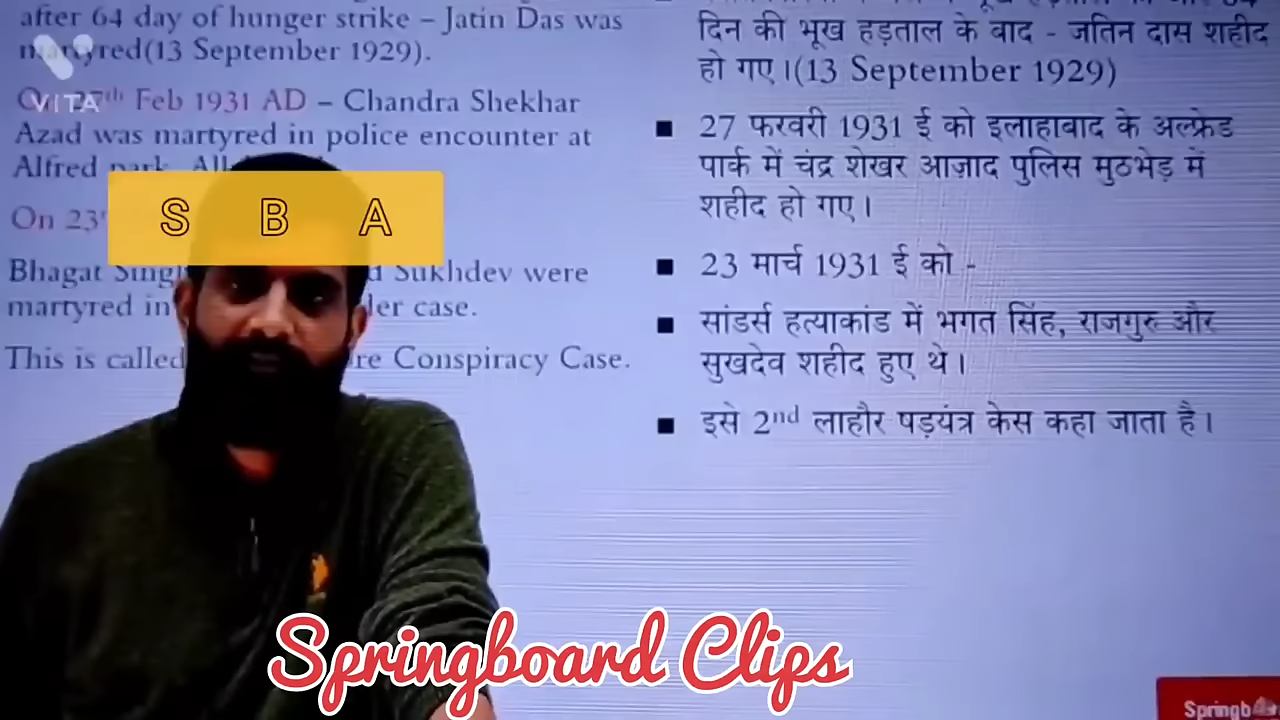 after 64 day of hunger strike – Jatin Das was
martyred(13 September 1929).
Feb 1931 AD – Chandra Shekhar
Azad was martyred in police encounter at
Alfred park,
On 23
Bhagat Singh Sukhdev were
martyred in case.
This is called Conspiracy Case.
दिन की भूख हड़ताल के बाद - जतिन दास शहीद
हो गए।(13 September 1929)
■ 27 फरवरी 1931 ई को इलाहाबाद के अल्फ्रेड
पार्क में चंद्र शेखर आज़ाद पुलिस मुठभेड़ में
शहीद हो गए।
■ 23 मार्च 1931 ई को -
■ सांडर्स हत्याकांड में भगत सिंह, राजगुरु और
सुखदेव शहीद हुए थे।
■ इसे 2nd लाहौर षड़यंत्र केस कहा जाता है।
VITA
S B A
Springboard Clips
Springb